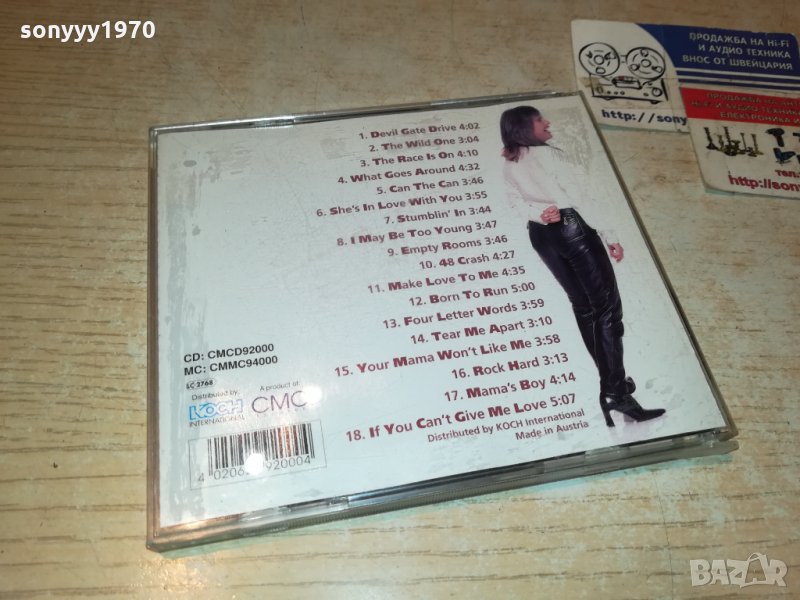 sonyyy1970
ПРОДАЖБА НА Hi-Fi
И АУДИО ТЕХНИКА
ВНОС ОТ ШВЕЙЦАРИЯ
http://sony
http://sony
1. Devil Gate Drive 4:02
2. The Wild One 3:04
3. The Race Is On 4:10
4. What Goes Around 4:32
5. Can The Can 3:46
6. She's In Love With You 3:55
7. Stumblin' In 3:44
8. I May Be Too Young 3:47
9. Empty Rooms 3:46
10. 48 Crash 4:27
11. Make Love To Me 4:35
12. Born To Run 5:00
13. Four Letter Words 3:59
14. Tear Me Apart 3:10
15. Your Mama Won't Like Me 3:58
16. Rock Hard 3:13
17. Mama's Boy 4:14
18. If You Can't Give Me Love 5:07
Distributed by KOCH International
Made in Austria
CD: CMCD92000
MC: CMMC94000
LC 2768
Distributed by:
KOCH
INTERNATIONAL
A product of:
CMC
920004
BAZAR